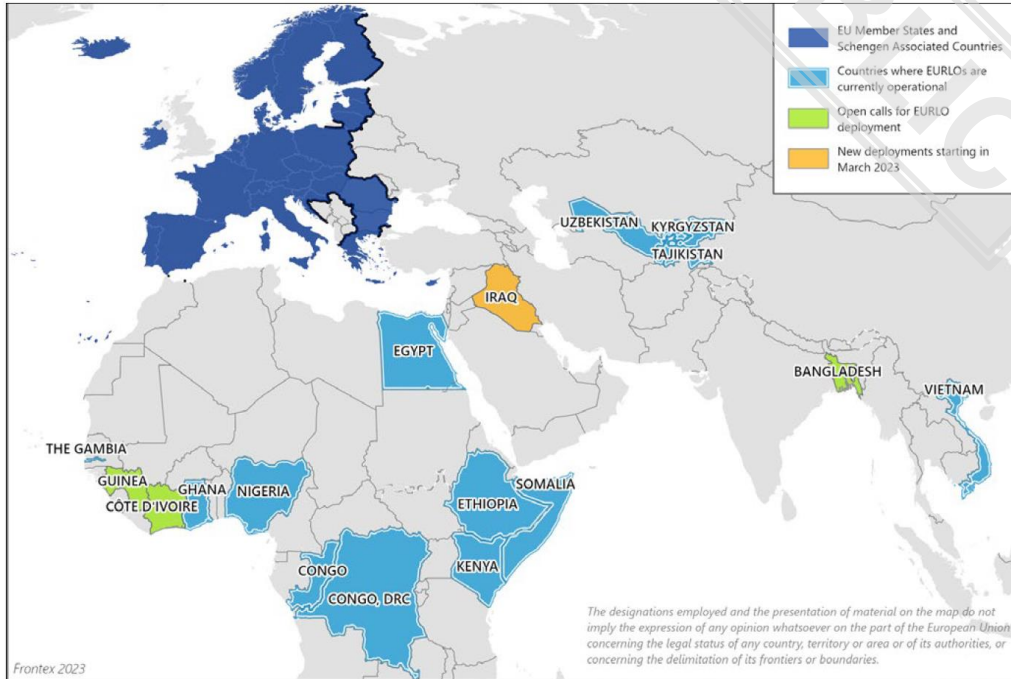 EU Member States and
Schengen Associated Countries
Countries where EURLOs are
currently operational
Open calls for EURLO
deployment
New deployments starting in
March 2023
UZBEKISTAN
KYRGYZSTAN
TAJIKISTAN
IRAQ
EGYPT
BANGLADESH
VIETNAM
THE GAMBIA
GUINEA
GHANA
NIGERIA
CÔTE D'IVOIRE
SOMALIA
ETHIOPIA
CONGO
KENYA
CONGO, DRC
The designations employed and the presentation of material on the map do not
imply the expression of any opinion whatsoever on the part of the European Union
concerning the legal status of any country, territory or area or of its authorities, or
concerning the delimitation of its frontiers or boundaries.
Frontex 2023